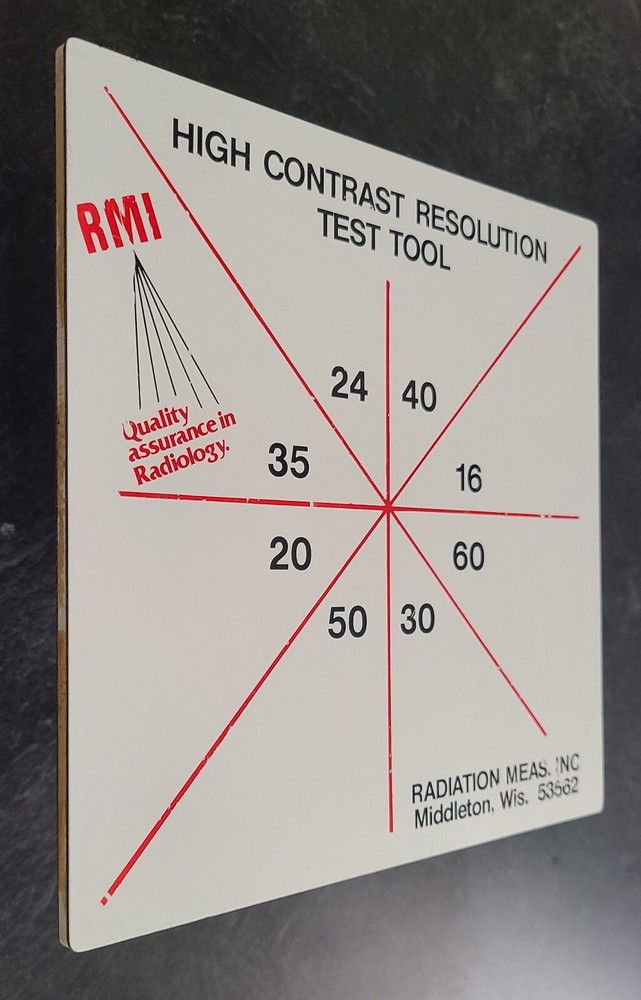 HIGH CONTRAST RESOLUTION
TEST TOOL
RMI
Quality
assurance in
Radiology.
24 40
35 16
20 60
50 30
RADIATION MEAS. INC
Middleton, Wis.